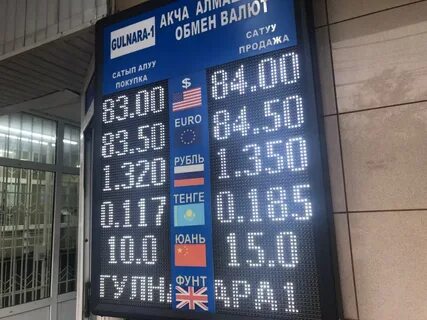 GULNARA-1
АКЧА АЛМА
ОБМЕН ВАЛЮТ
САТЫП АЛУУ
ПОКУПКА
САТУУ
ПРОДАЖА
83.00 $ 84.00
83.50 EURO 84.50
1.320 РУБЛЬ 1.350
0.117 ТЕНГЕ 0.185
10.0 ЮАНЬ 15.0
ГУЛН ФУНТ АРА1